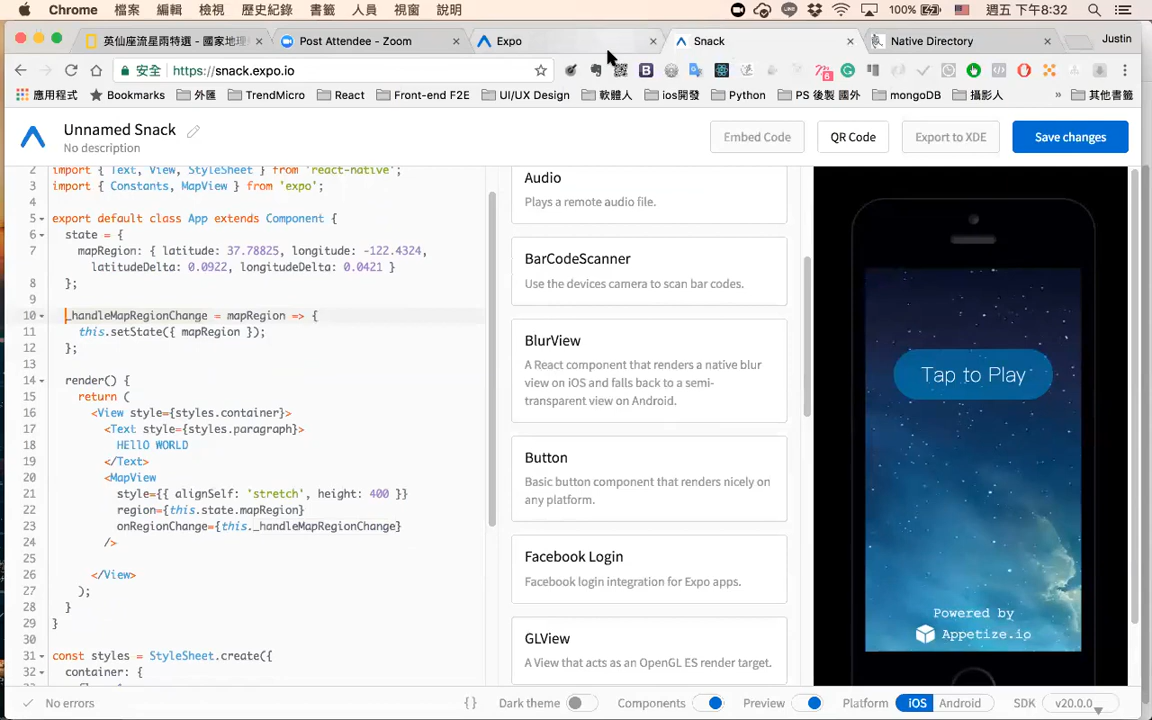 Chrome 檔案 編輯 檢視 歷史紀錄 書籤 人員 視窗 說明 100% 週五 下午8:32
英仙座流星雨特選 - 國家地理 Post Attendee - Zoom Expo Snack Native Directory Justin
安全 https://snack.expo.io
應用程式 Bookmarks 外匯 TrendMicro React Front-end F2E UI/UX Design 軟體人 ios開發 Python PS 後製 國外 mongoDB 攝影人 » 其他書籤
Unnamed Snack
No description
Embed Code QR Code Export to XDE Save changes
2 import { Text, View, StyleSheet } from 'react-native';
3 import { Constants, MapView } from 'expo';
4
5 export default class App extends Component {
6 state = {
7 mapRegion: { latitude: 37.78825, longitude: -122.4324,
latitudeDelta: 0.0922, longitudeDelta: 0.0421 }
8 };
9
10 _handleMapRegionChange = mapRegion => {
11 this.setState({ mapRegion });
12 };
13
14 render() {
15 return (
16 <View style={styles.container}>
17 <Text style={styles.paragraph}>
18 HEllO WORLD
19 </Text>
20 <MapView
21 style={{ alignSelf: 'stretch', height: 400 }}
22 region={this.state.mapRegion}
23 onRegionChange={this._handleMapRegionChange}
24 />
25
26 </View>
27 );
28 }
29 }
30
31 const styles = StyleSheet.create({
32 container: {
Audio
Plays a remote audio file.
BarCodeScanner
Use the devices camera to scan bar codes.
BlurView
A React component that renders a native blur
view on iOS and falls back to a semi-
transparent view on Android.
Button
Basic button component that renders nicely on
any platform.
Facebook Login
Facebook login integration for Expo apps.
GLView
A View that acts as an OpenGL ES render target.
Tap to Play
Powered by
Appetize.io
No errors {} Dark theme Components Preview Platform iOS Android SDK v20.0.0